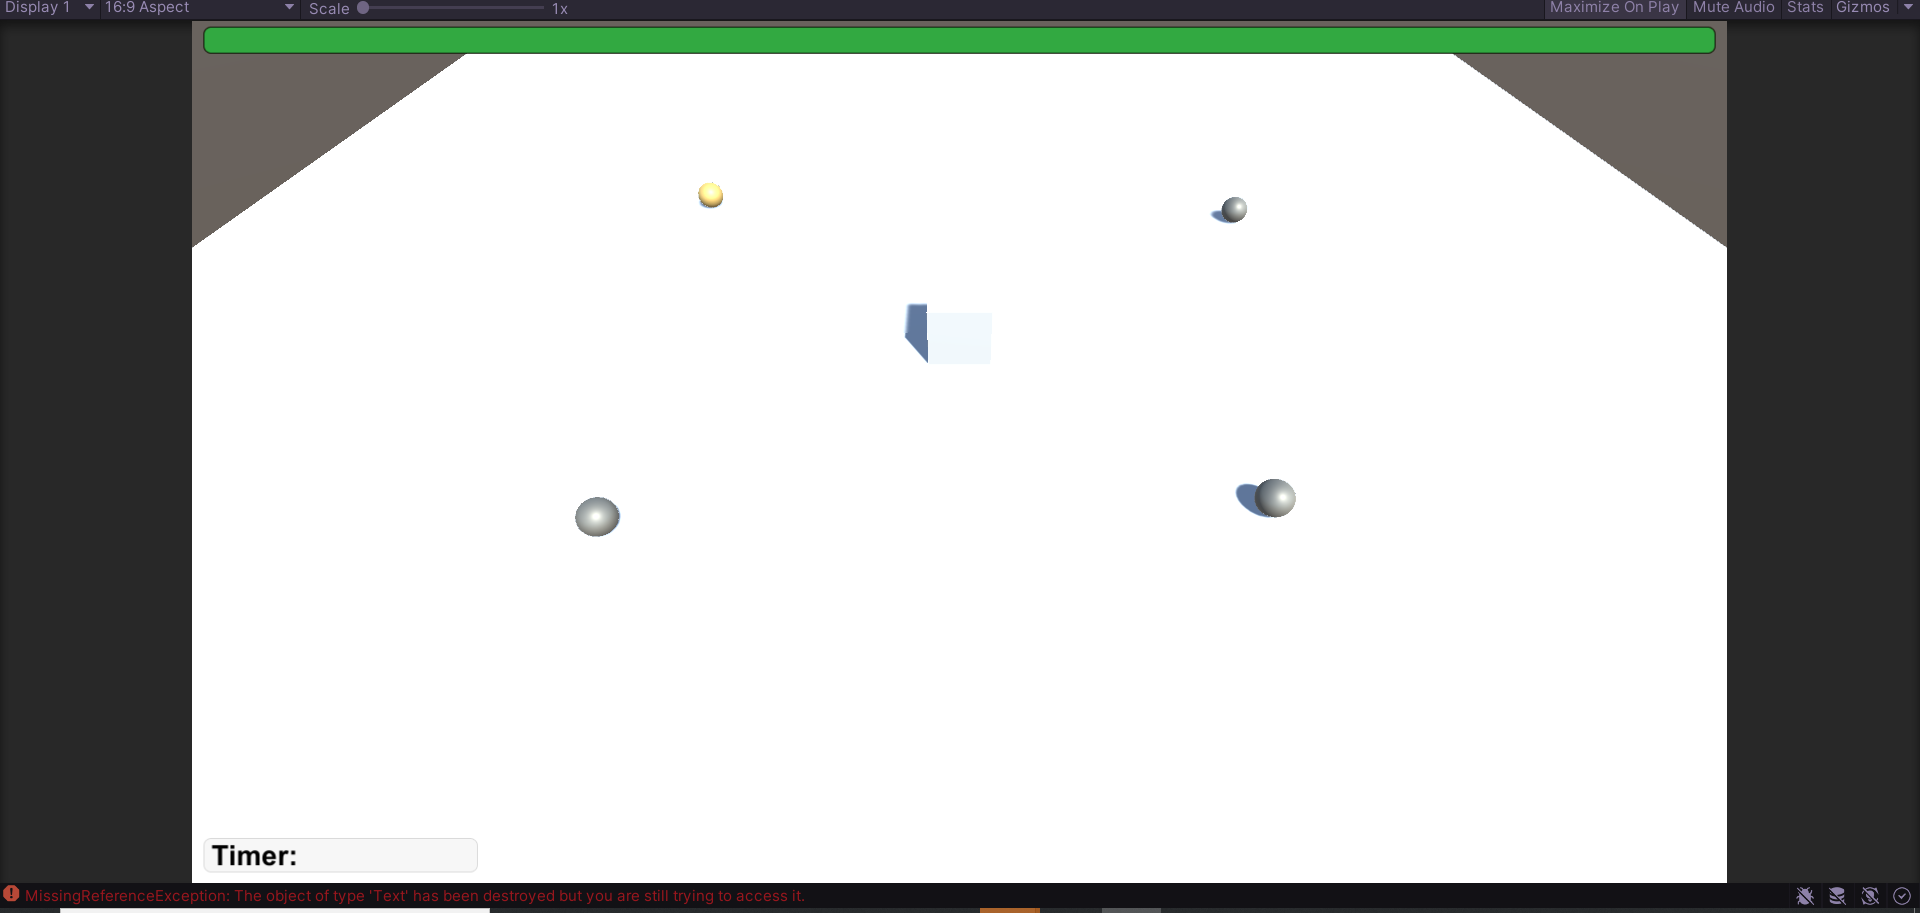 Display 1 16:9 Aspect Scale 1x Maximize On Play Mute Audio Stats Gizmos
Timer:
MissingReferenceException: The object of type 'Text' has been destroyed but you are still trying to access it.